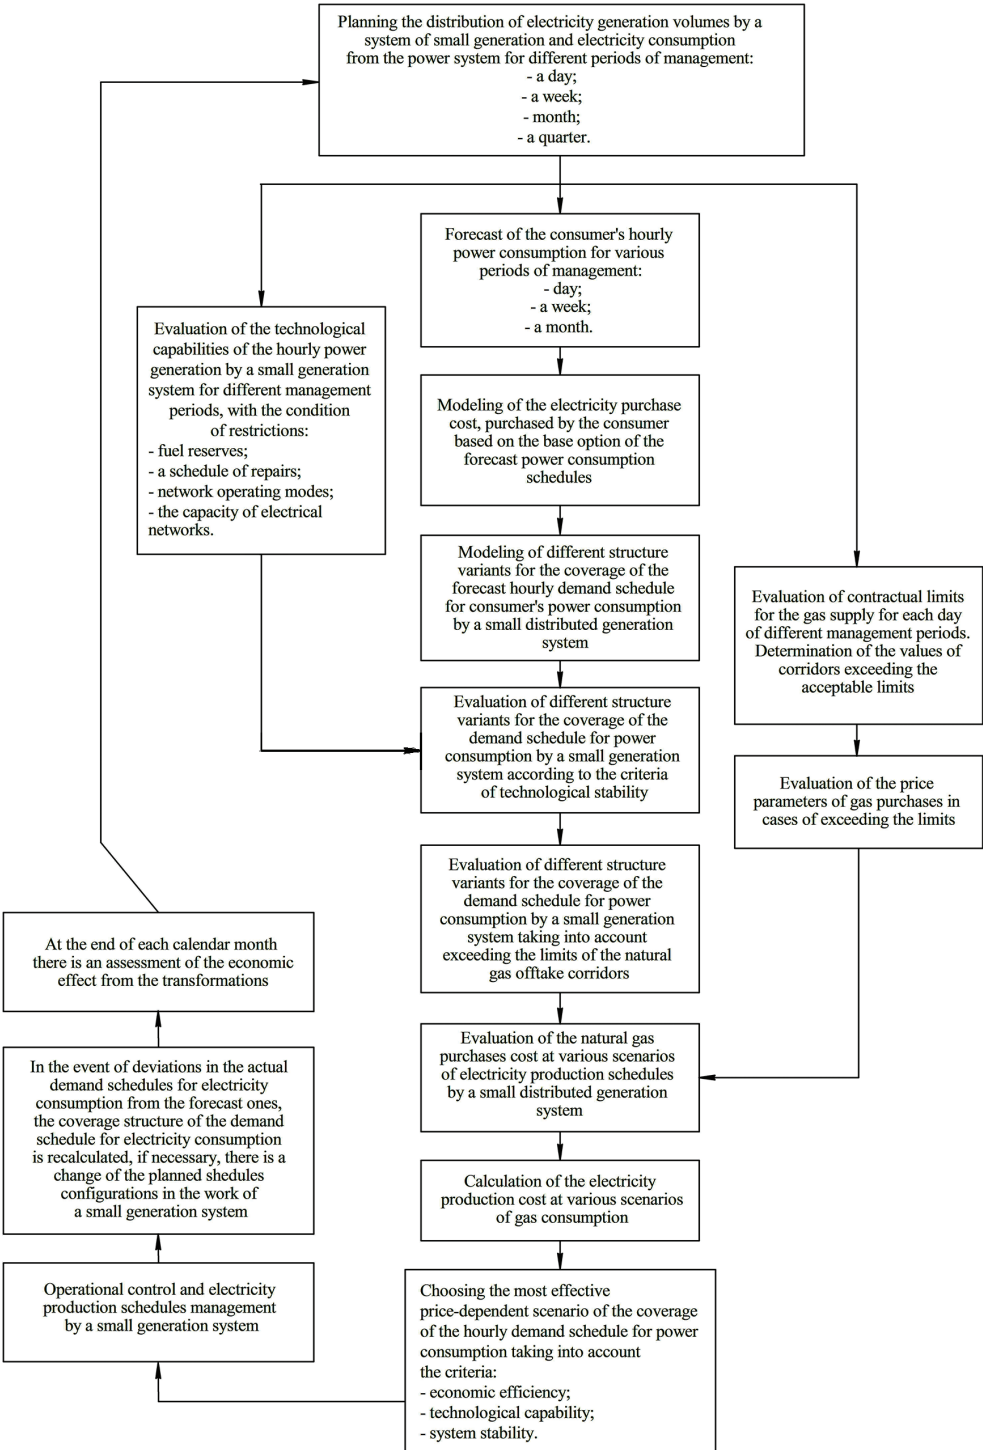 Planning the distribution of electricity generation volumes by a
system of small generation and electricity consumption
from the power system for different periods of management:
- a day;
- a week;
- month;
- a quarter.
Forecast of the consumer's hourly
power consumption for various
periods of management:
- day;
- a week;
- a month.
Evaluation of the technological
capabilities of the hourly power
generation by a small generation
system for different management
periods, with the condition
of restrictions:
- fuel reserves;
- a schedule of repairs;
- network operating modes;
- the capacity of electrical
networks.
Modeling of the electricity purchase
cost, purchased by the consumer
based on the base option of the
forecast power consumption
schedules
Modeling of different structure
variants for the coverage of the
forecast hourly demand schedule
for consumer's power consumption
by a small distributed generation
system
Evaluation of contractual limits
for the gas supply for each day
of different management periods.
Determination of the values of
corridors exceeding the
acceptable limits
Evaluation of different structure
variants for the coverage of the
demand schedule for power
consumption by a small generation
system according to the criteria
of technological stability
Evaluation of the price
parameters of gas purchases in
cases of exceeding the limits
Evaluation of different structure
variants for the coverage of the
demand schedule for power
consumption by a small generation
system taking into account
exceeding the limits of the natural
gas offtake corridors
Evaluation of the natural gas
purchases cost at various scenarios
of electricity production schedules
by a small distributed generation
system
Calculation of the electricity
production cost at various scenarios
of gas consumption
Choosing the most effective
price-dependent scenario of the coverage
of the hourly demand schedule for power
consumption taking into account
the criteria:
- economic efficiency;
- technological capability;
- system stability.
Operational control and electricity
production schedules management
by a small generation system
In the event of deviations in the actual
demand schedules for electricity
consumption from the forecast ones,
the coverage structure of the demand
schedule for electricity consumption
is recalculated, if necessary, there is a
change of the planned shedules
configurations in the work of
a small generation system
At the end of each calendar month
there is an assessment of the economic
effect from the transformations